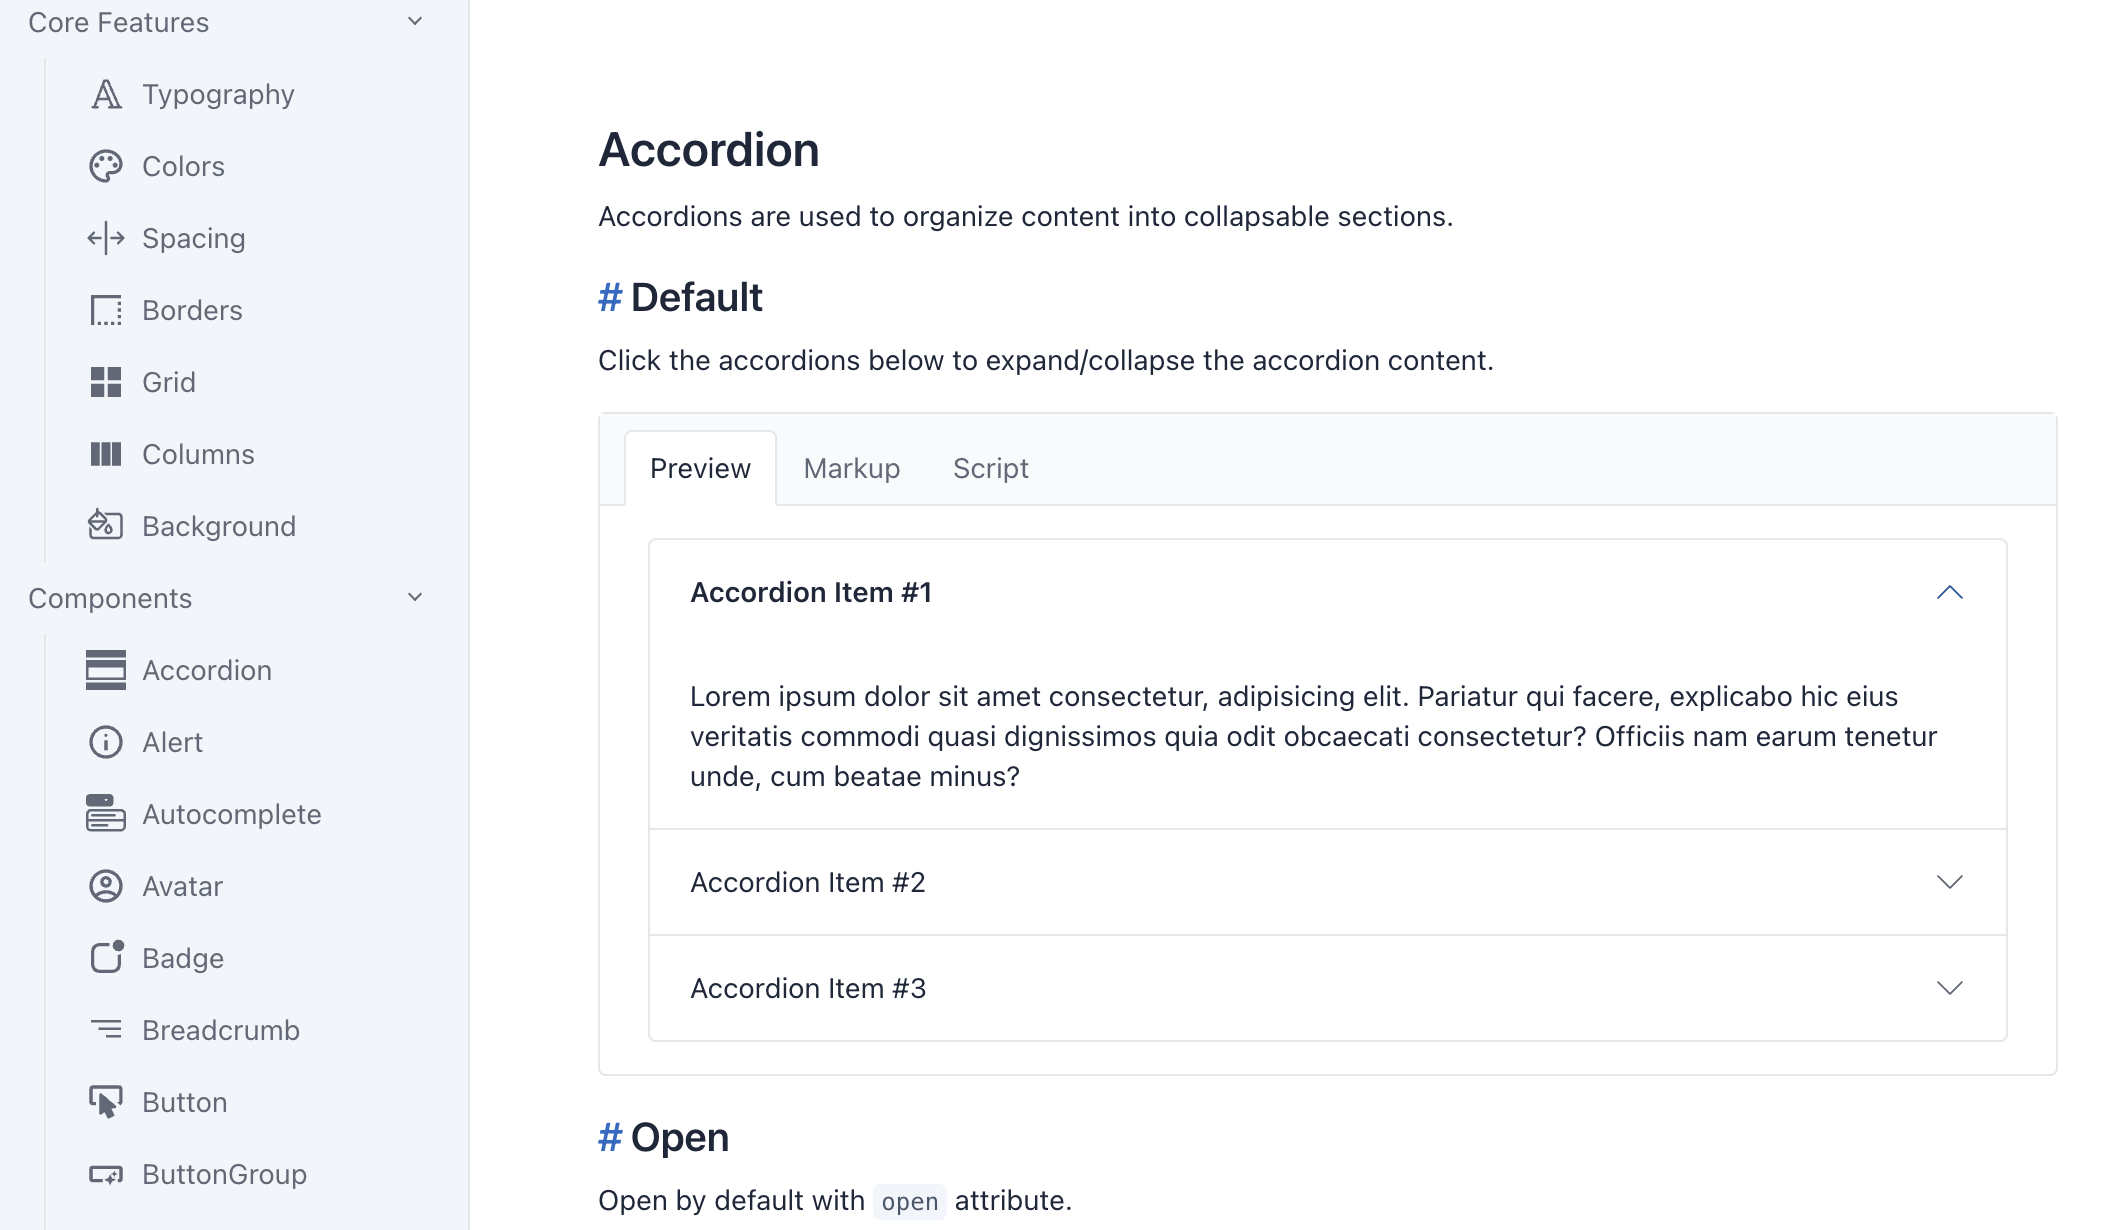 Core Features
Typography
Colors
Spacing
Borders
Grid
Columns
Background
Components
Accordion
Alert
Autocomplete
Avatar
Badge
Breadcrumb
Button
ButtonGroup
Accordion
Accordions are used to organize content into collapsable sections.
# Default
Click the accordions below to expand/collapse the accordion content.
Preview Markup Script
Accordion Item #1
Lorem ipsum dolor sit amet consectetur, adipisicing elit. Pariatur qui facere, explicabo hic eius
veritatis commodi quasi dignissimos quia odit obcaecati consectetur? Officiis nam earum tenetur
unde, cum beatae minus?
Accordion Item #2
Accordion Item #3
# Open
Open by default with open attribute.